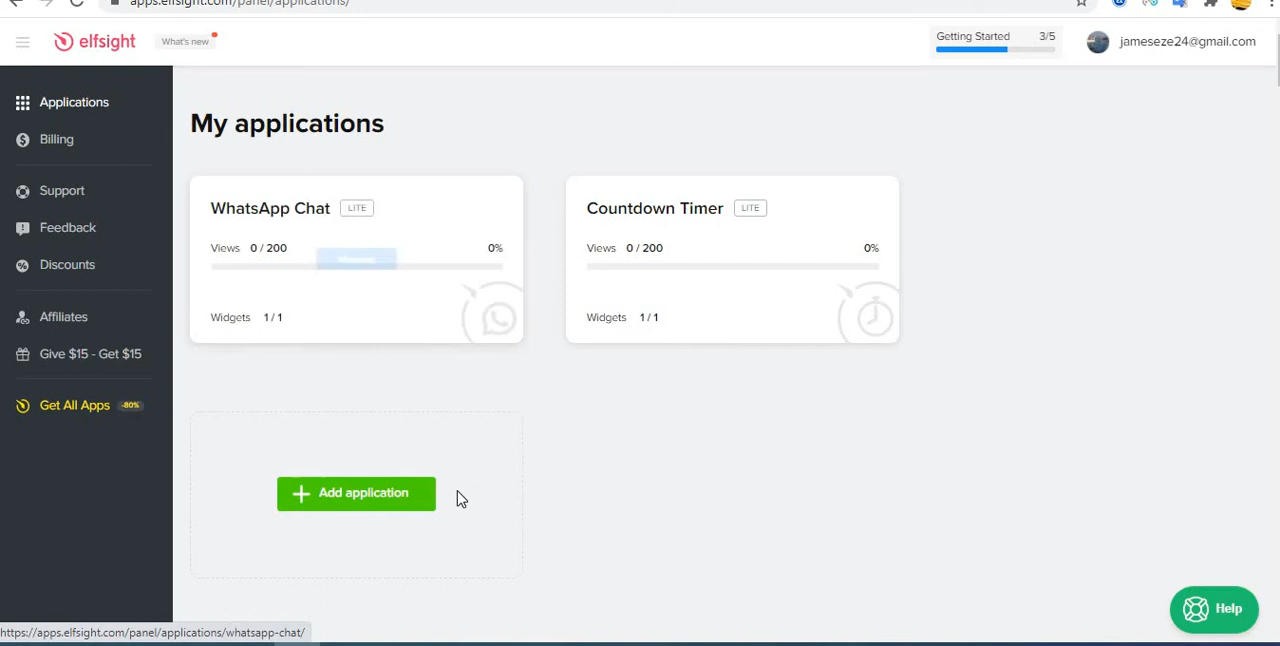 apps.elfsight.com/panel/applications/
elfsight
What's new
Getting Started 3/5
jameseze24@gmail.com
Applications
Billing
Support
Feedback
Discounts
Affiliates
Give $15 - Get $15
Get All Apps -80%
My applications
WhatsApp Chat LITE
Views 0 / 200 0%
Widgets 1 / 1
Countdown Timer LITE
Views 0 / 200 0%
Widgets 1 / 1
Add application
Help
https://apps.elfsight.com/panel/applications/whatsapp-chat/